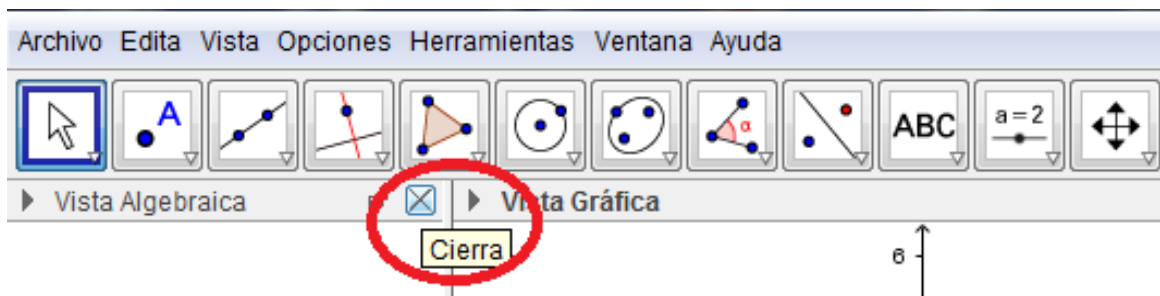 Archivo Edita Vista Opciones Herramientas Ventana Ayuda
A α ABC a=2
Vista Algebraica Vista Gráfica
Cierra
6